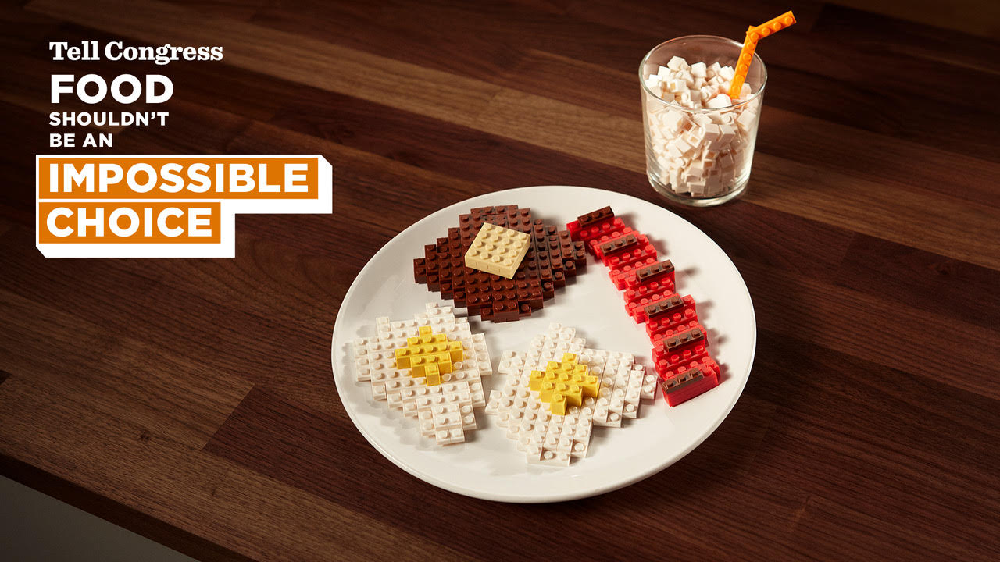 Tell Congress
FOOD
SHOULDN'T
BE AN
IMPOSSIBLE
CHOICE